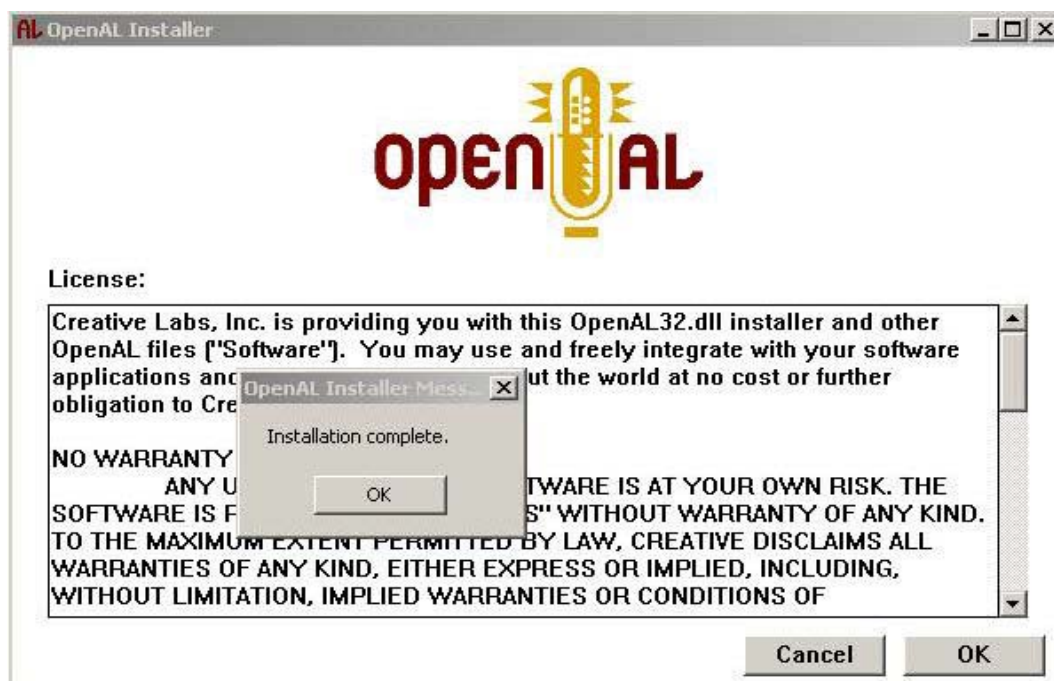 AL OpenAL Installer
OPEN AL
License:
Creative Labs, Inc. is providing you with this OpenAL32.dll installer and other
OpenAL files ("Software"). You may use and freely integrate with your software
applications and ut the world at no cost or further
obligation to Cre
NO WARRANTY
ANY U TWARE IS AT YOUR OWN RISK. THE
SOFTWARE IS S" WITHOUT WARRANTY OF ANY KIND.
TO THE MAXIMUM EXTENT PERMITTED BY LAW, CREATIVE DISCLAIMS ALL
WARRANTIES OF ANY KIND, EITHER EXPRESS OR IMPLIED, INCLUDING,
WITHOUT LIMITATION, IMPLIED WARRANTIES OR CONDITIONS OF
OpenAL Installer Mess...
Installation complete.
OK
Cancel OK